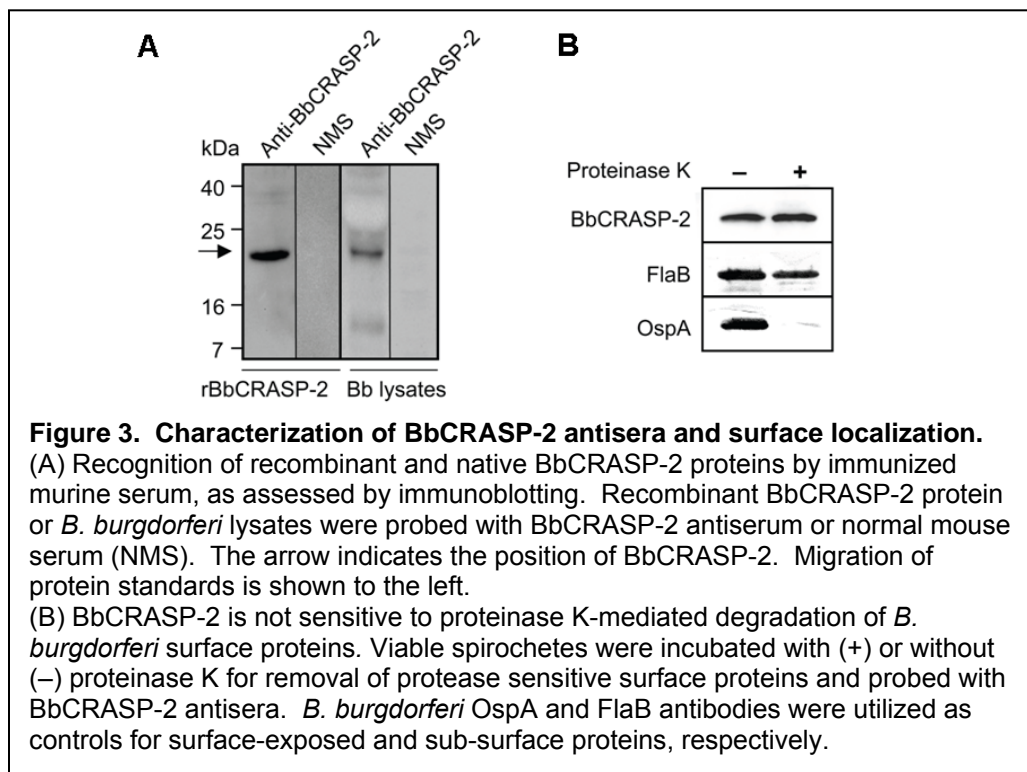 A
B
Anti-BbCRASP-2
NMS
Anti-BbCRASP-2
NMS
kDa
40
25
16
7
rBbCRASP-2 Bb lysates
Proteinase K – +
BbCRASP-2
FlaB
OspA
Figure 3. Characterization of BbCRASP-2 antisera and surface localization.
(A) Recognition of recombinant and native BbCRASP-2 proteins by immunized
murine serum, as assessed by immunoblotting. Recombinant BbCRASP-2 protein
or B. burgdorferi lysates were probed with BbCRASP-2 antiserum or normal mouse
serum (NMS). The arrow indicates the position of BbCRASP-2. Migration of
protein standards is shown to the left.
(B) BbCRASP-2 is not sensitive to proteinase K-mediated degradation of B.
burgdorferi surface proteins. Viable spirochetes were incubated with (+) or without
(–) proteinase K for removal of protease sensitive surface proteins and probed with
BbCRASP-2 antisera. B. burgdorferi OspA and FlaB antibodies were utilized as
controls for surface-exposed and sub-surface proteins, respectively.